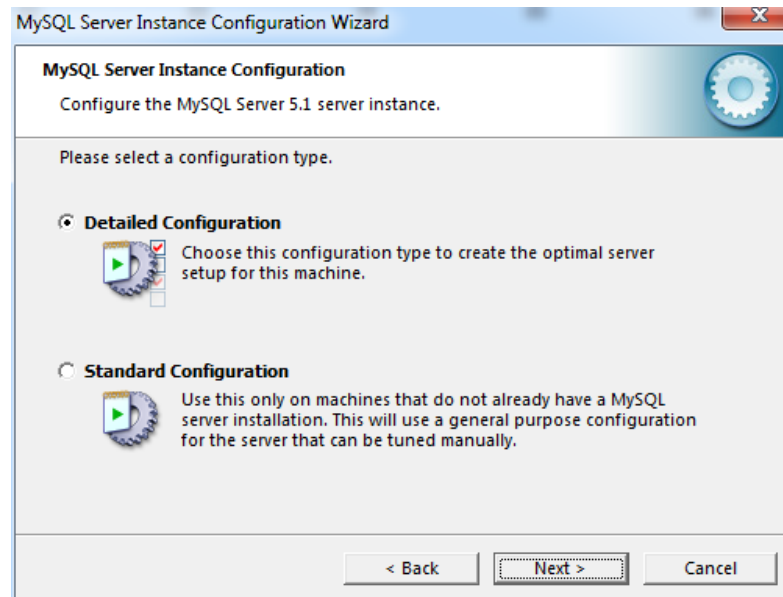 MySQL Server Instance Configuration Wizard
MySQL Server Instance Configuration
Configure the MySQL Server 5.1 server instance.
Please select a configuration type.
Detailed Configuration
Choose this configuration type to create the optimal server
setup for this machine.
Standard Configuration
Use this only on machines that do not already have a MySQL
server installation. This will use a general purpose configuration
for the server that can be tuned manually.
< Back
Next >
Cancel